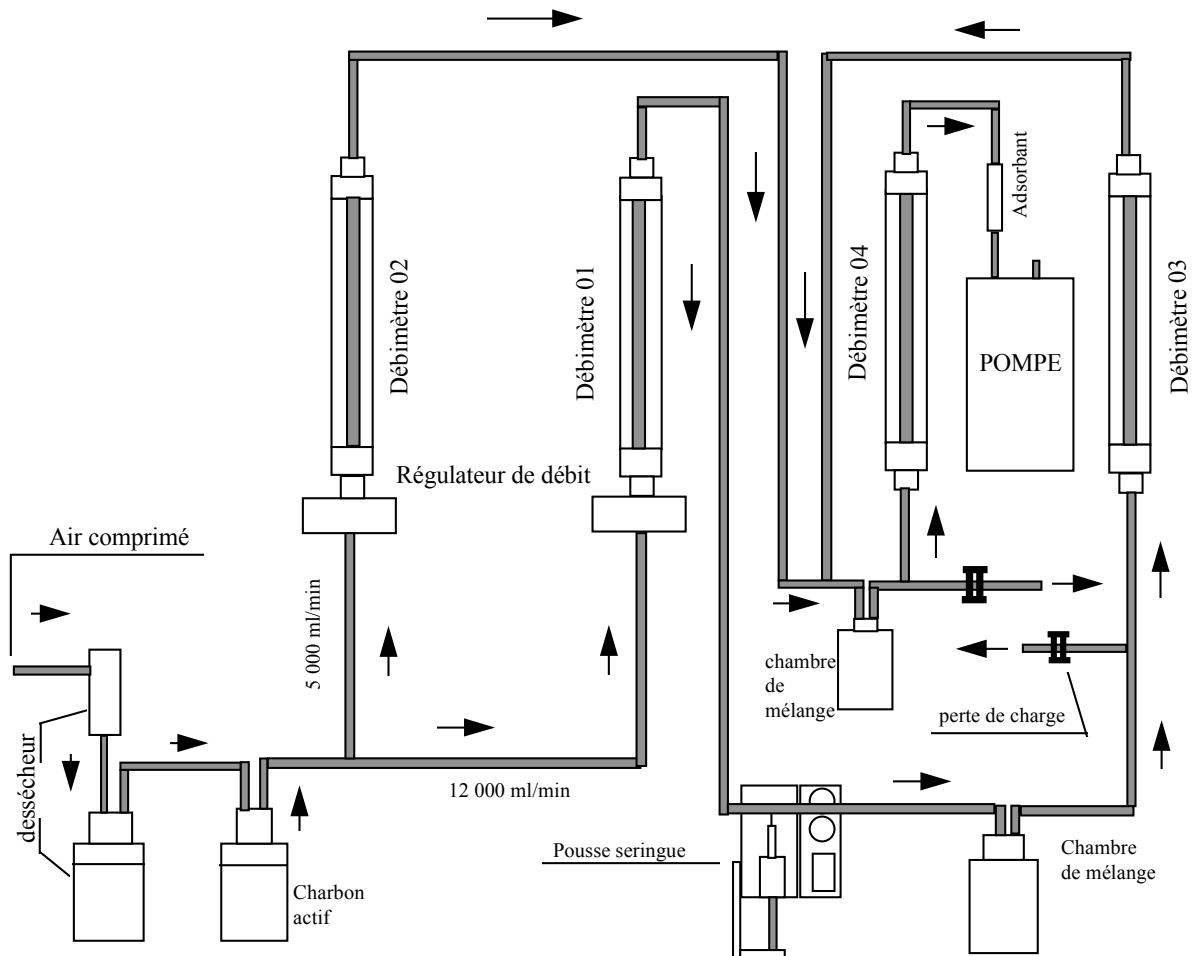 Débimètre 02
Débimètre 01
Débimètre 04
Adsorbant
Débimètre 03
POMPE
Régulateur de débit
Air comprimé
5 000 ml/min
chambre
de
mélange
perte de charge
dessécheur
12 000 ml/min
Pousse seringue
Chambre
de mélange
Charbon
actif